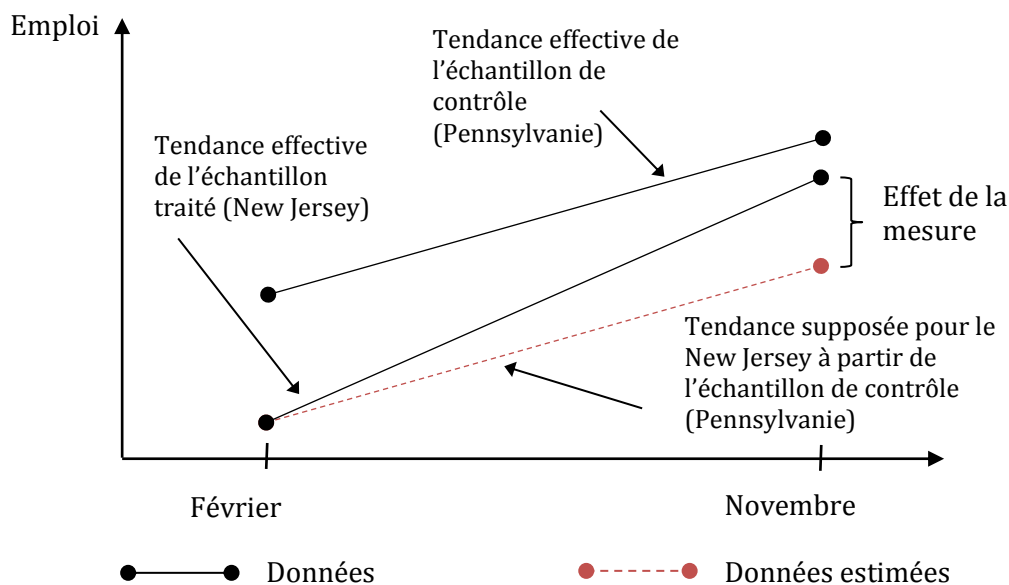 Emploi
Tendance effective de
l’échantillon de
contrôle
(Pennsylvanie)
Tendance effective
de l’échantillon
traité (New Jersey)
Effet de la
mesure
Tendance supposée pour le
New Jersey à partir de
l’échantillon de contrôle
(Pennsylvanie)
Février
Novembre
Données
Données estimées